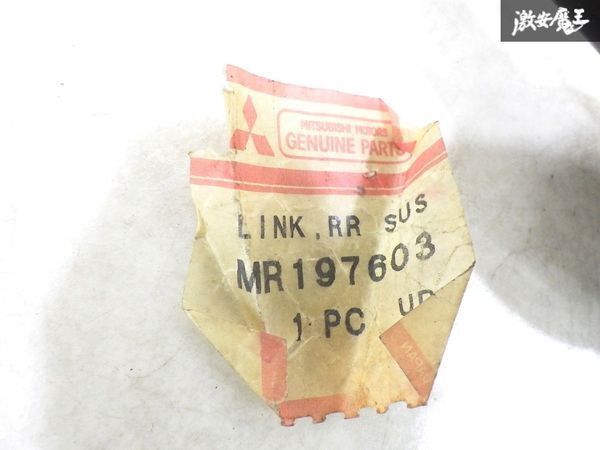 激安魔王
MITSUBISHI MOTORS
GENUINE PARTS
LINK, RR SUS
MR197603
1 PC